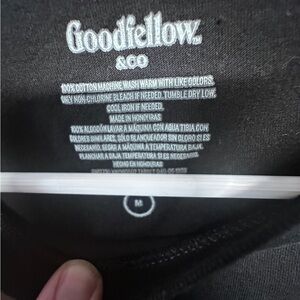 Goodfellow™
&CO
100% COTTON MACHINE WASH WARM WITH LIKE COLORS.
ONLY NON-CHLORINE BLEACH IF NEEDED. TUMBLE DRY LOW.
COOL IRON IF NEEDED.
MADE IN HONDURAS
100% ALGODÓN LAVAR A MÁQUINA CON AGUA TIBIA CON
COLORES SIMILARES. SÓLO BLANCHEADOR SIN CLORO SI ES
NECESARIO. SECAR A MÁQUINA A TEMPERATURA BAJA.
PLANCHAR A BAJA TEMPERATURA SI ES NECESARIO
HECHO EN HONDURAS
M